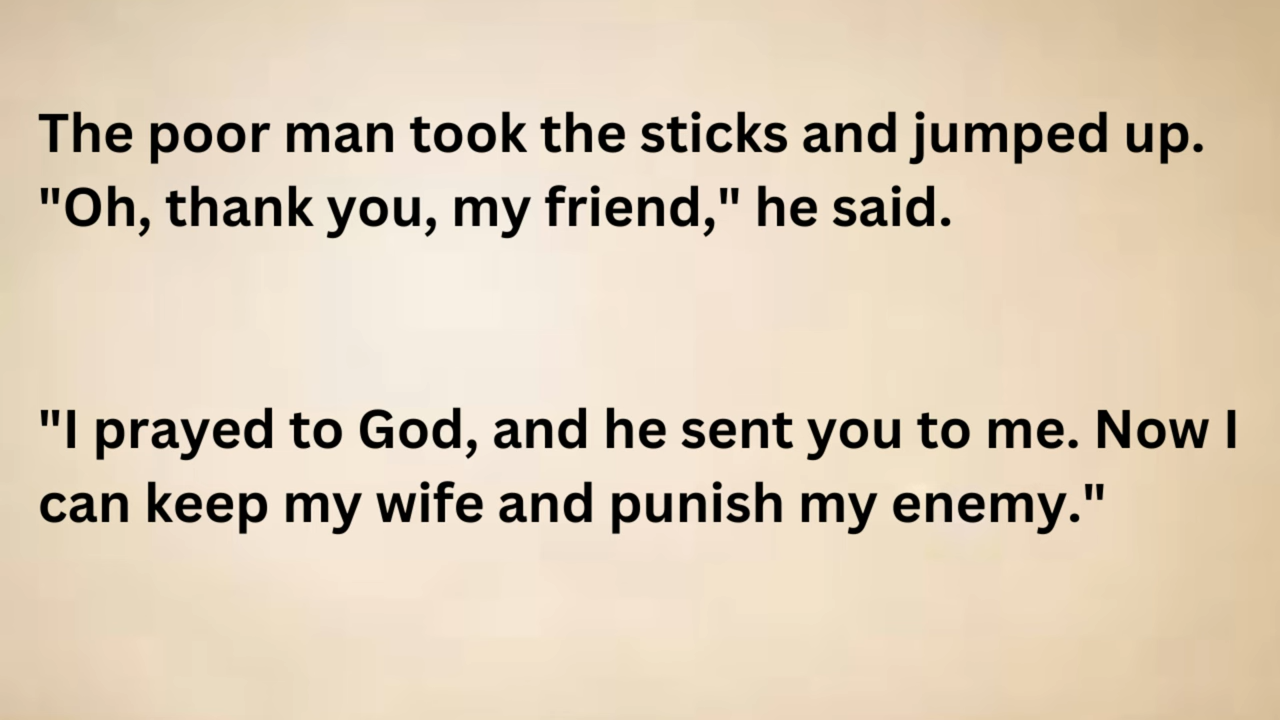 The poor man took the sticks and jumped up.
"Oh, thank you, my friend," he said.
"I prayed to God, and he sent you to me. Now I
can keep my wife and punish my enemy."